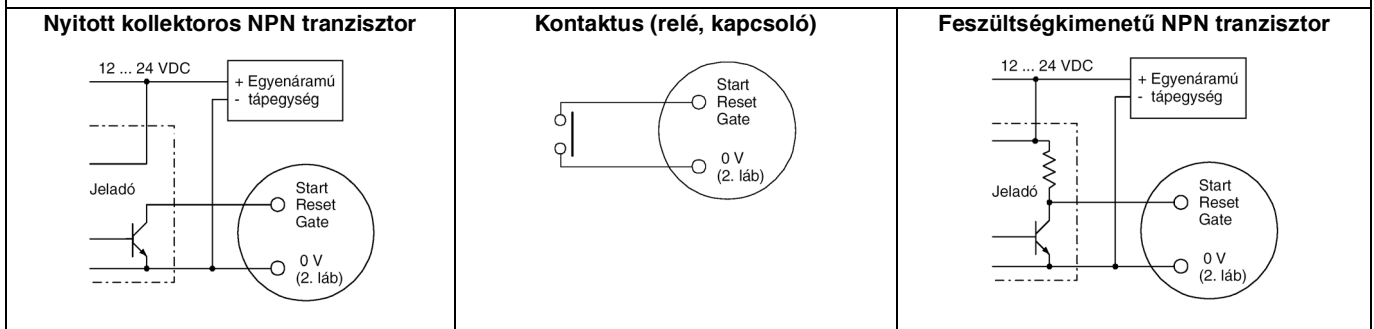 Nyitott kollektoros NPN tranzisztor
12 ... 24 VDC
+ Egyenáramú
- tápegység
Jeladó
Start
Reset
Gate
0 V
(2. láb)
Kontaktus (relé, kapcsoló)
Start
Reset
Gate
0 V
(2. láb)
Feszültségkimenetű NPN tranzisztor
12 ... 24 VDC
+ Egyenáramú
- tápegység
Jeladó
Start
Reset
Gate
0 V
(2. láb)